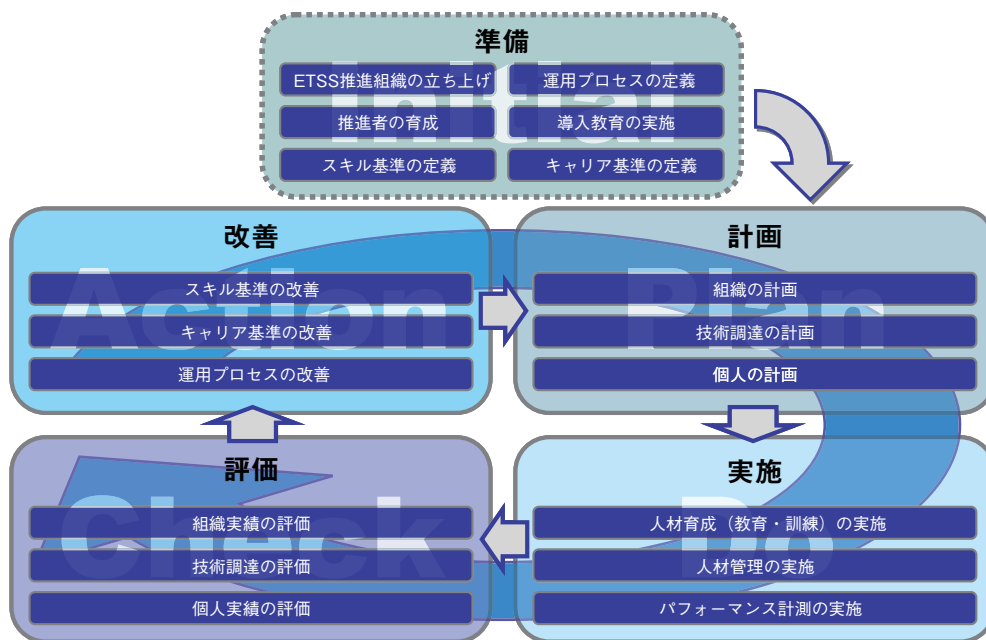 準備
Initial
ETSS推進組織の立ち上げ
運用プロセスの定義
推進者の育成
導入教育の実施
スキル基準の定義
キャリア基準の定義
改善
Action
スキル基準の改善
キャリア基準の改善
運用プロセスの改善
計画
Plan
組織の計画
技術調達の計画
個人の計画
評価
Check
組織実績の評価
技術調達の評価
個人実績の評価
実施
Do
人材育成（教育・訓練）の実施
人材管理の実施
パフォーマンス計測の実施